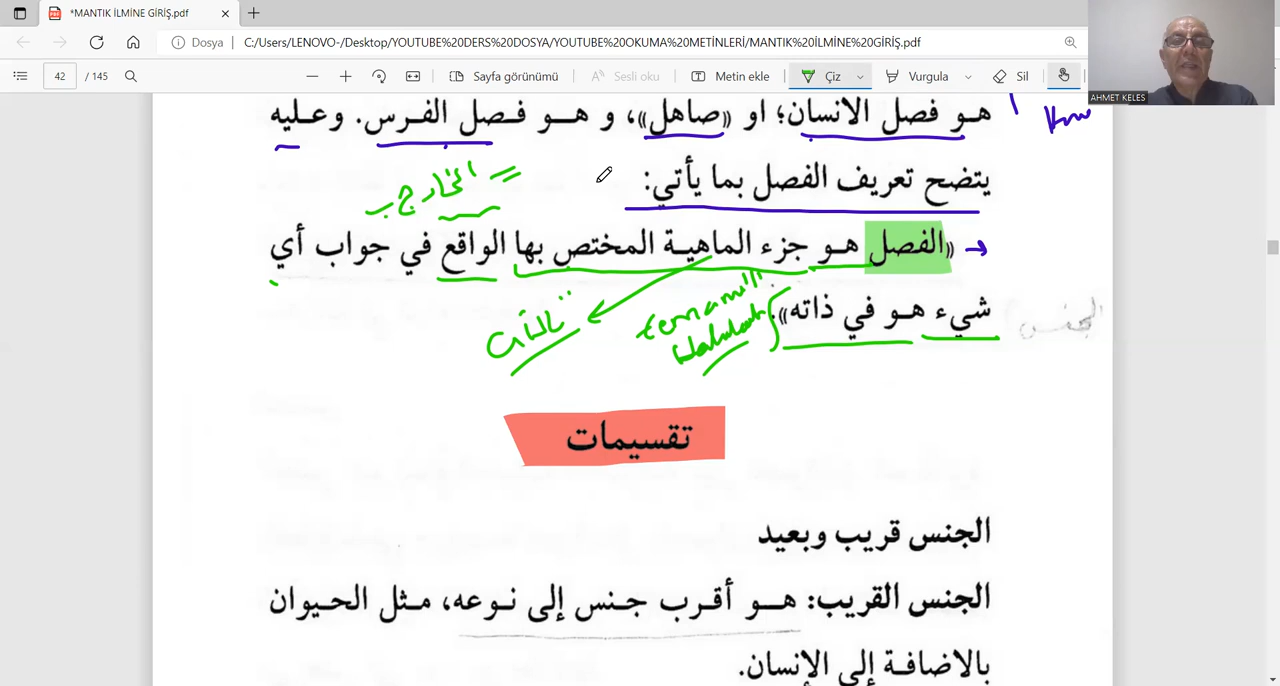 *MANTIK İLMİNE GİRİŞ.pdf
Dosya C:/Users/LENOVO-/Desktop/YOUTUBE%20DERS%20DOSYA/YOUTUBE%20OKUMA%20METİNLERİ/MANTIK%20İLMİNE%20GİRİŞ.pdf
42 / 145 Sayfa görünümü Sesli oku Metin ekle Çiz Vurgula Sil
AHMET KELES
هو فصل الانسان؛ او «صاهل»، و هو فصل الفرس. وعليه
يتضح تعريف الفصل بما يأتي:
«الفصل هو جزء الماهية المختص بها الواقع في جواب أي
شيء هو في ذاته».
تقسيمات
الجنس قريب وبعيد
الجنس القريب: هو أقرب جنس إلى نوعه، مثل الحيوان
بالاضافة إلى الإنسان.